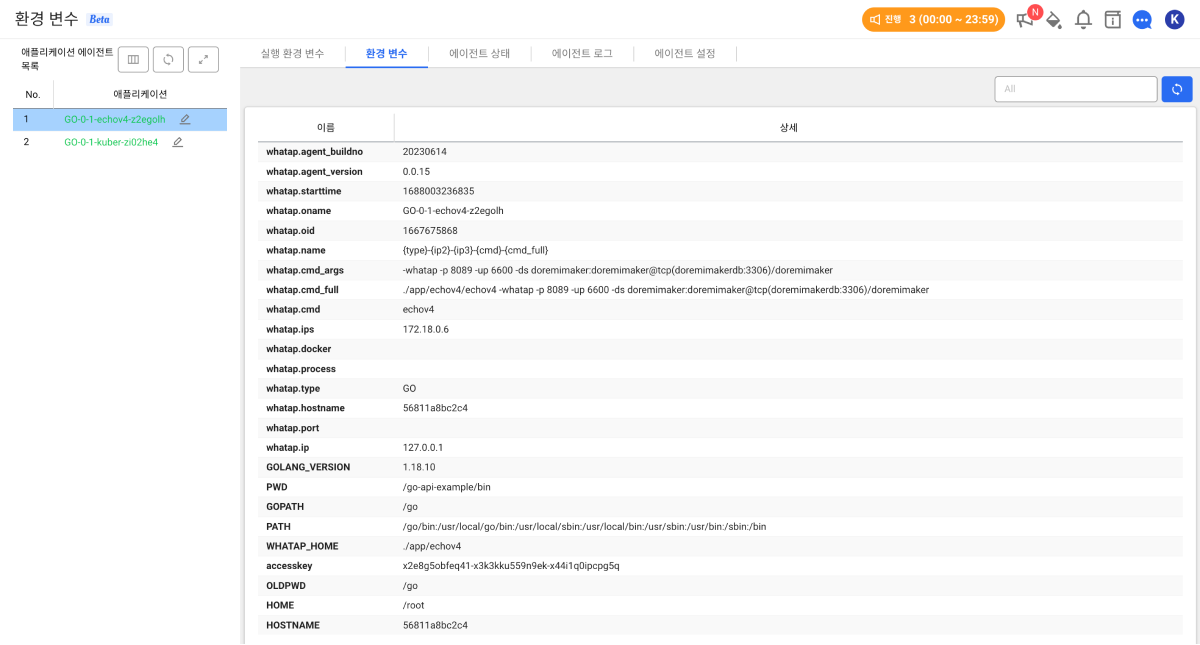 환경 변수 Beta
진행 3 (00:00 ~ 23:59)
N
K
애플리케이션 에이전트
목록
실행 환경 변수 환경 변수 에이전트 상태 에이전트 로그 에이전트 설정
All
No. 애플리케이션
1 GO-0-1-echov4-z2egolh
2 GO-0-1-kuber-zi02he4
이름 상세
whatap.agent_buildno 20230614
whatap.agent_version 0.0.15
whatap.starttime 1688003236835
whatap.oname GO-0-1-echov4-z2egolh
whatap.oid 1667675868
whatap.name {type}-{ip2}-{ip3}-{cmd}-{cmd_full}
whatap.cmd_args -whatap -p 8089 -up 6600 -ds doremimaker:doremimaker@tcp(doremimakerdb:3306)/doremimaker
whatap.cmd_full ./app/echov4/echov4 -whatap -p 8089 -up 6600 -ds doremimaker:doremimaker@tcp(doremimakerdb:3306)/doremimaker
whatap.cmd echov4
whatap.ips 172.18.0.6
whatap.docker
whatap.process
whatap.type GO
whatap.hostname 56811a8bc2c4
whatap.port
whatap.ip 127.0.0.1
GOLANG_VERSION 1.18.10
PWD /go-api-example/bin
GOPATH /go
PATH /go/bin:/usr/local/go/bin:/usr/local/sbin:/usr/local/bin:/usr/sbin:/usr/bin:/sbin:/bin
WHATAP_HOME ./app/echov4
accesskey x2e8g5obfeq41-x3k3kku559n9ek-x44i1q0ipcpg5q
OLDPWD /go
HOME /root
HOSTNAME 56811a8bc2c4